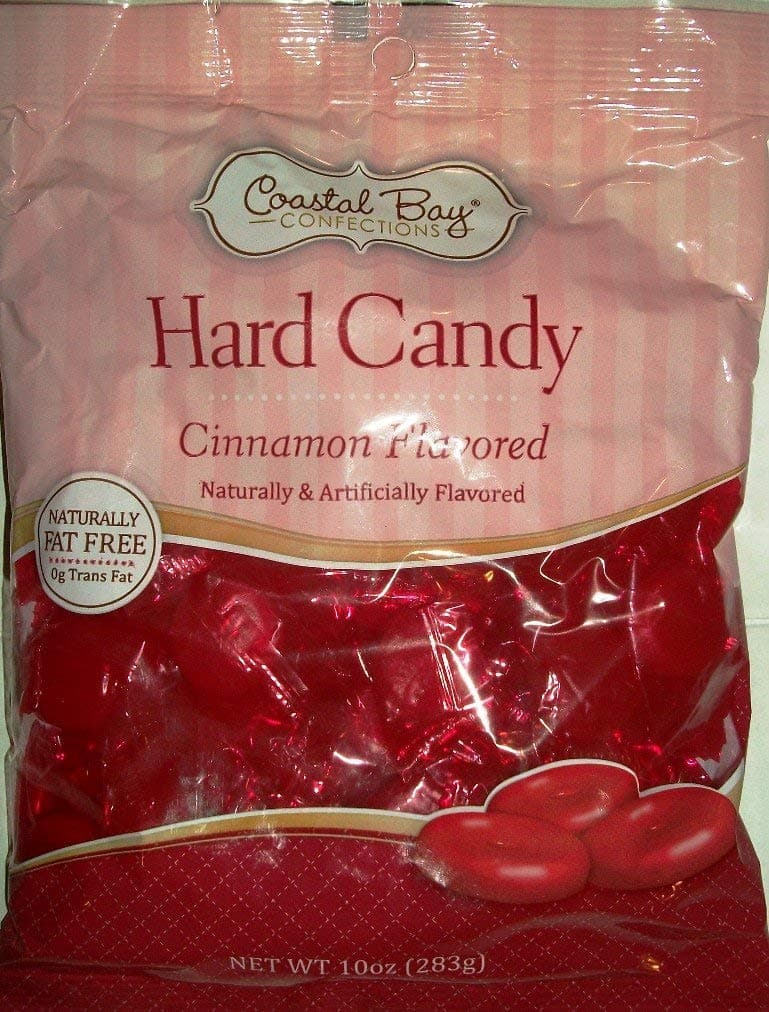 Coastal Bay®
CONFECTIONS
Hard Candy
Cinnamon Flavored
Naturally & Artificially Flavored
NATURALLY
FAT FREE
0g Trans Fat
NET WT 10oz (283g)